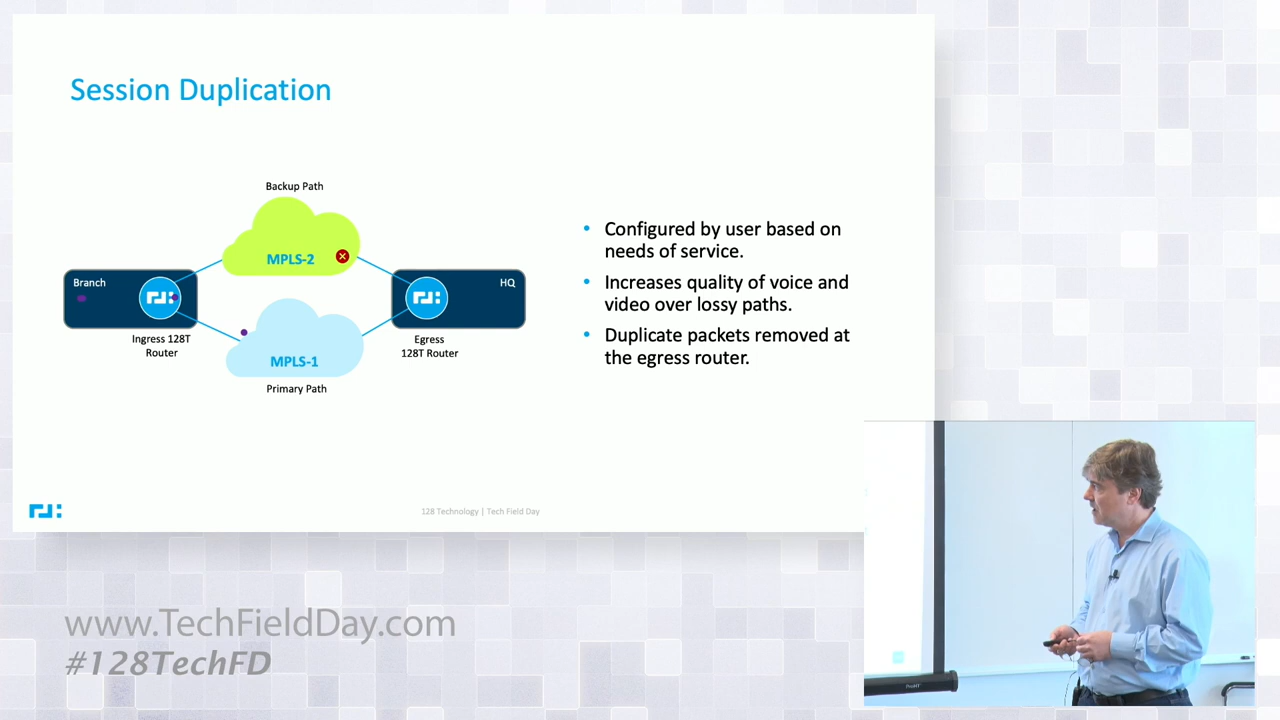 Session Duplication
Backup Path
MPLS-2
Branch
HQ
Ingress 128T
Router
Egress
128T Router
MPLS-1
Primary Path
• Configured by user based on
needs of service.
• Increases quality of voice and
video over lossy paths.
• Duplicate packets removed at
the egress router.
128 Technology | Tech Field Day
www.TechFieldDay.com
#128TechFD